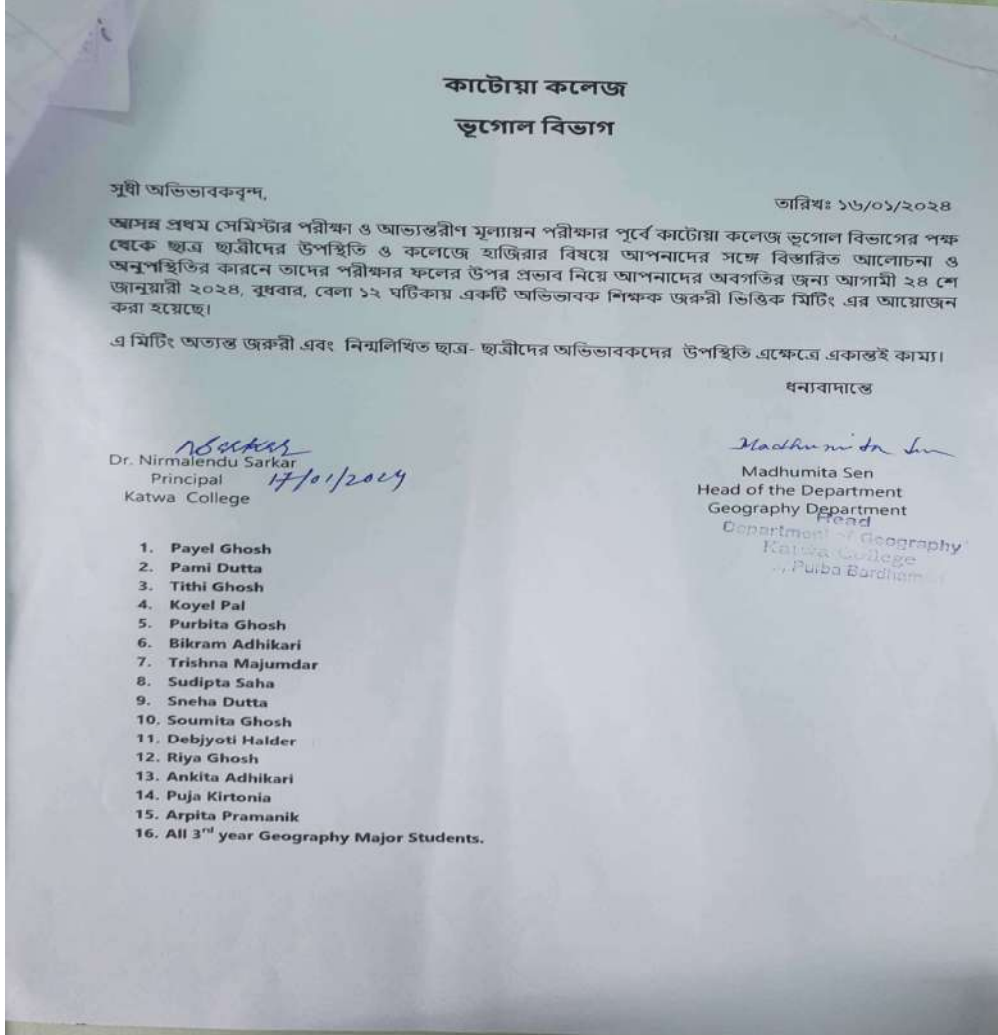 কাটোয়া কলেজ
ভূগোল বিভাগ
সুধী অভিভাবকবৃন্দ,
তারিখঃ ১৬/০১/২০২৪
আসন্ন প্রথম সেমিস্টার পরীক্ষা ও আভ্যন্তরীণ মূল্যায়ন পরীক্ষার পূর্বে কাটোয়া কলেজ ভূগোল বিভাগের পক্ষ
থেকে ছাত্র ছাত্রীদের উপস্থিতি ও কলেজে হাজিরার বিষয়ে আপনাদের সঙ্গে বিস্তারিত আলোচনা ও
অনুপস্থিতির কারনে তাদের পরীক্ষার ফলের উপর প্রভাব নিয়ে আপনাদের অবগতির জন্য আগামী ২৪ শে
জানুয়ারী ২০২৪, বুধবার, বেলা ১২ ঘটিকায় একটি অভিভাবক শিক্ষক জরুরী ভিত্তিক মিটিং এর আয়োজন
করা হয়েছে।
এ মিটিং অত্যন্ত জরুরী এবং নিম্নলিখিত ছাত্র- ছাত্রীদের অভিভাবকদের উপস্থিতি এক্ষেত্রে একান্তই কাম্য।
ধন্যবাদান্তে
NSarkar
Dr. Nirmalendu Sarkar
Principal
17/01/2024
Katwa College
Madhumita Sen
Madhumita Sen
Head of the Department
Geography Department
Head
Department of Geography
Katwa College
Purba Bardhaman
1. Payel Ghosh
2. Pami Dutta
3. Tithi Ghosh
4. Koyel Pal
5. Purbita Ghosh
6. Bikram Adhikari
7. Trishna Majumdar
8. Sudipta Saha
9. Sneha Dutta
10. Soumita Ghosh
11. Debjyoti Halder
12. Riya Ghosh
13. Ankita Adhikari
14. Puja Kirtonia
15. Arpita Pramanik
16. All 3rd year Geography Major Students.